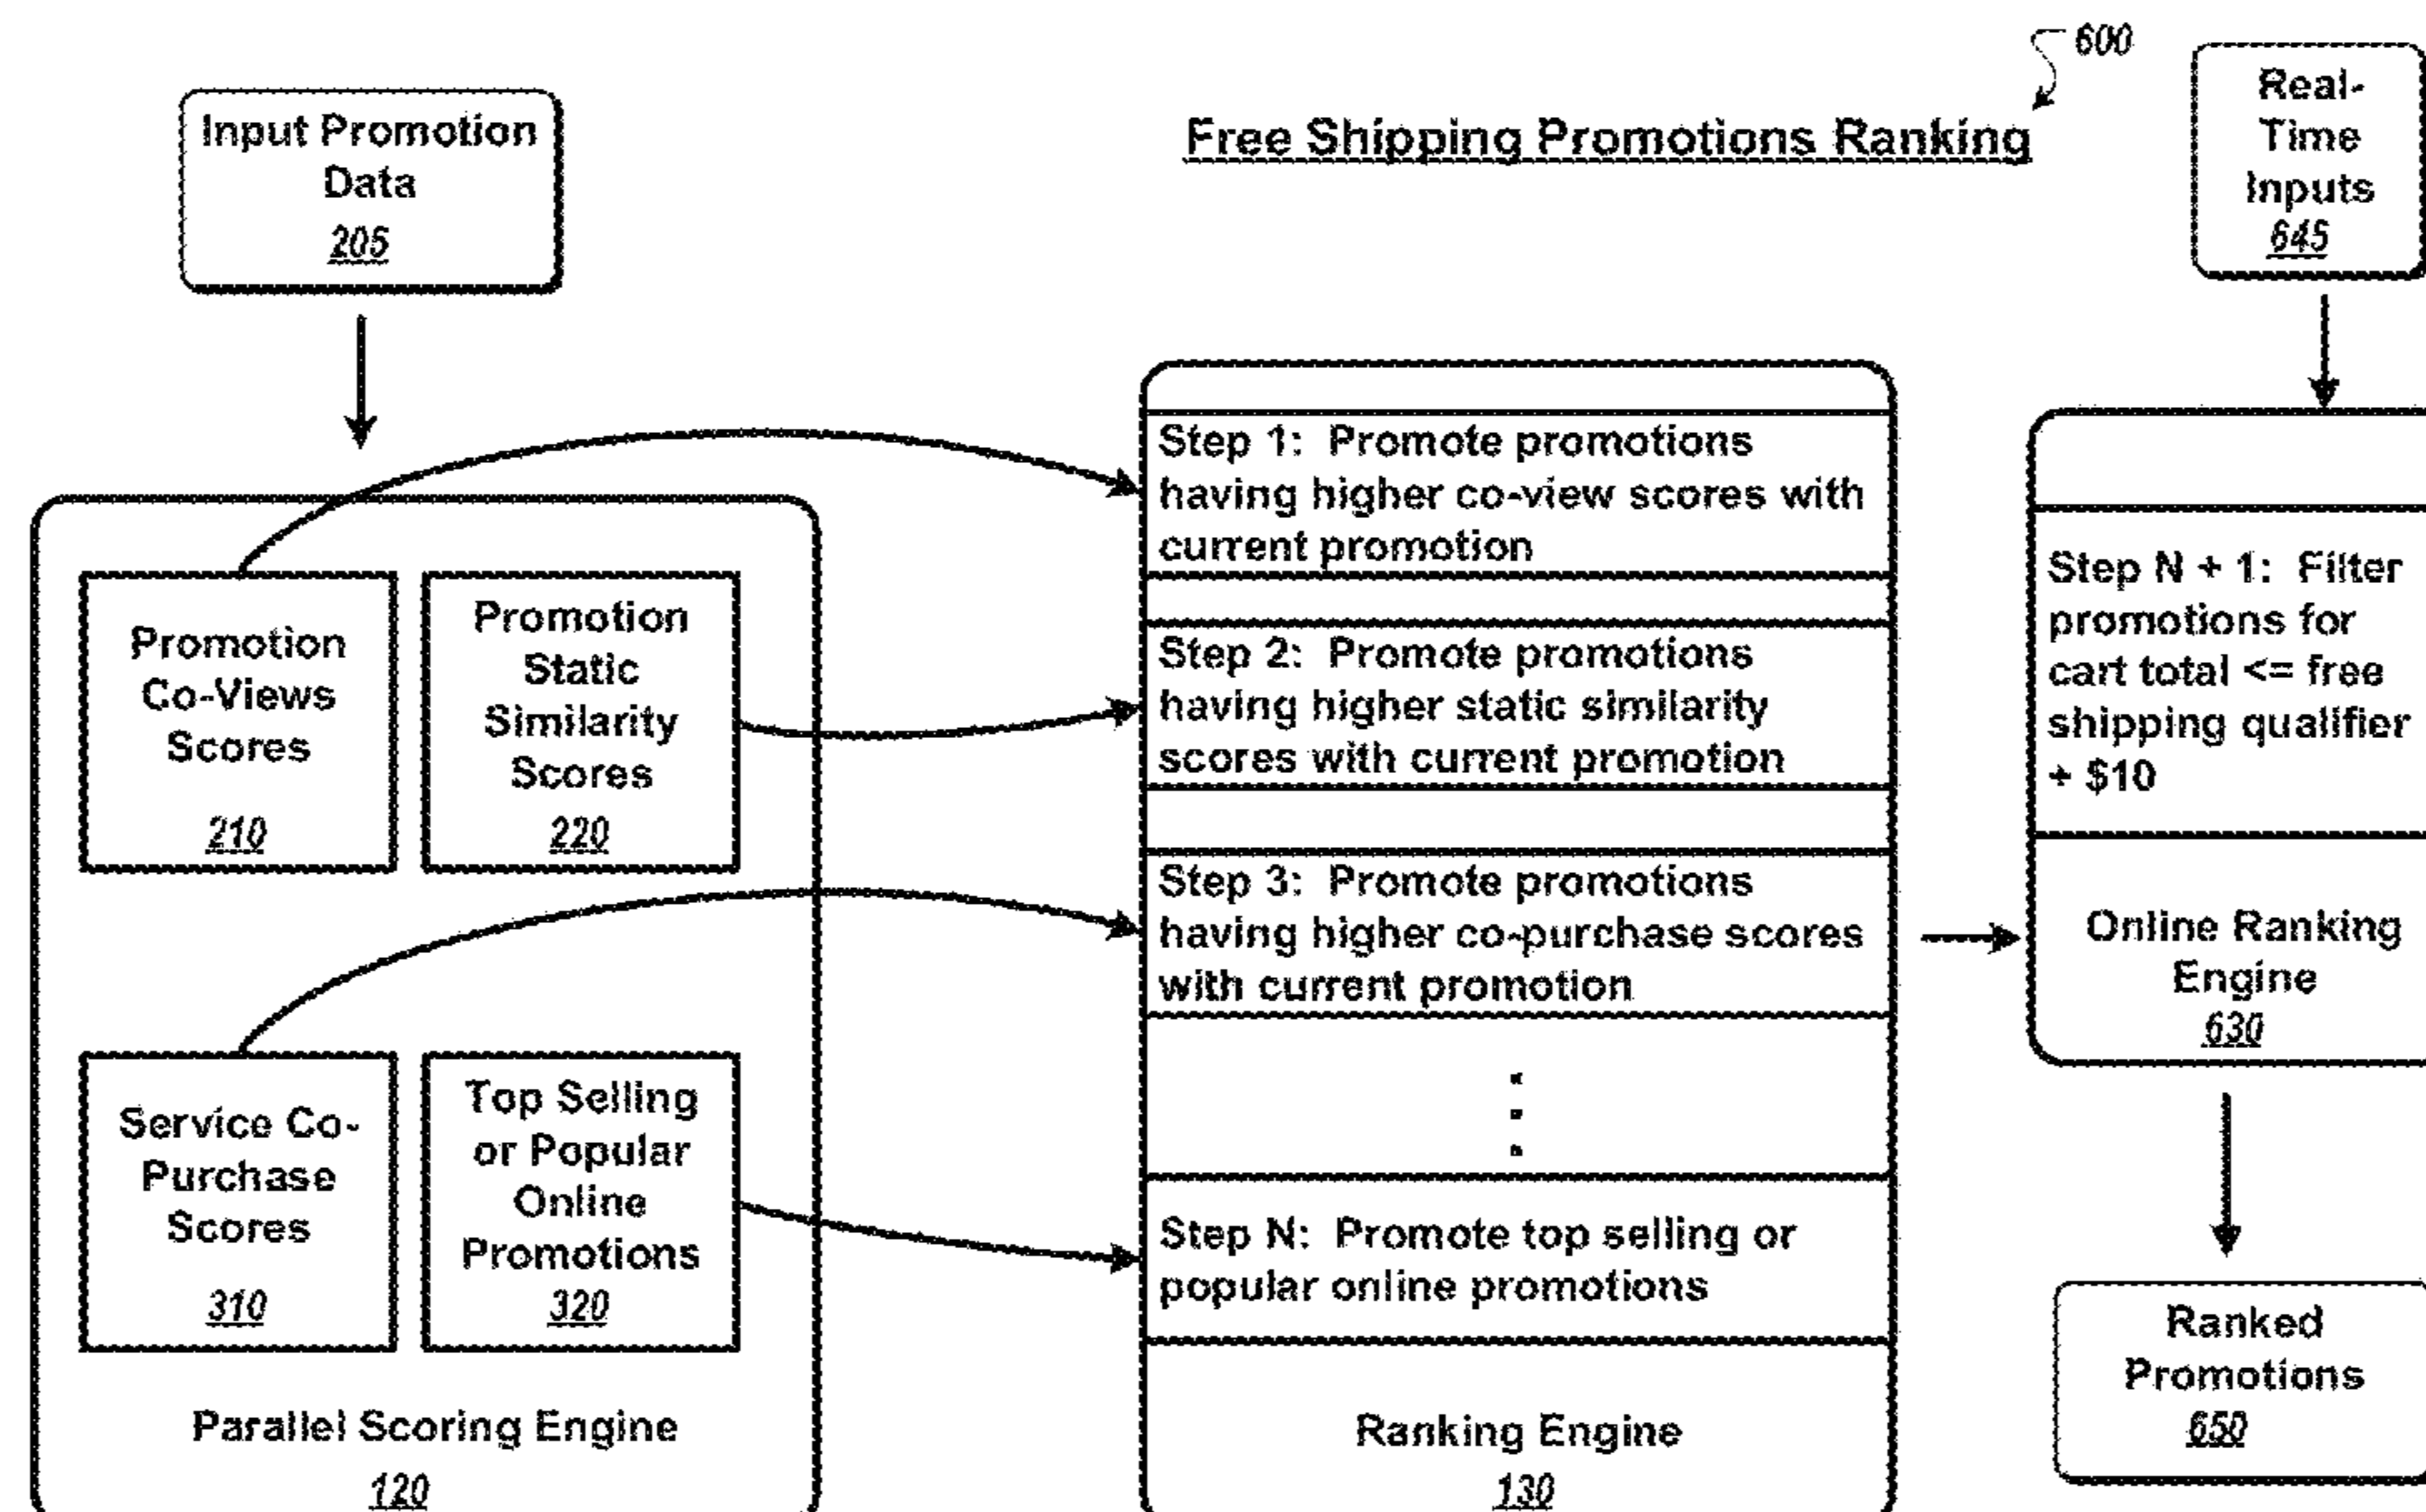 600
Free Shipping Promotions Ranking
Input Promotion
Data
205
Real-
Time
Inputs
645
Promotion
Co-Views
Scores
210
Promotion
Static
Similarity
Scores
220
Service Co-
Purchase
Scores
310
Top Selling
or Popular
Online
Promotions
320
Parallel Scoring Engine
120
Step 1: Promote promotions
having higher co-view scores with
current promotion
Step 2: Promote promotions
having higher static similarity
scores with current promotion
Step 3: Promote promotions
having higher co-purchase scores
with current promotion
Step N: Promote top selling or
popular online promotions
Ranking Engine
130
Step N + 1: Filter
promotions for
cart total <= free
shipping qualifier
+ $10
Online Ranking
Engine
630
Ranked
Promotions
650